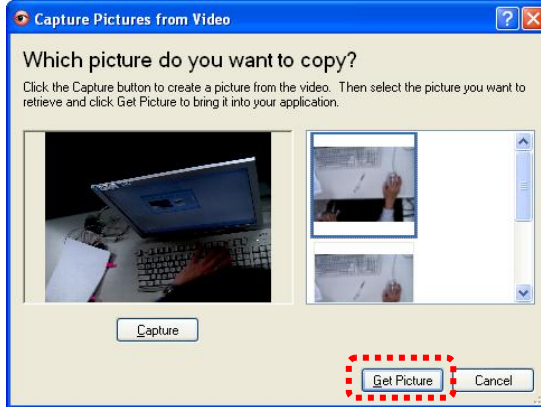 Capture Pictures from Video
Which picture do you want to copy?
Click the Capture button to create a picture from the video. Then select the picture you want to
retrieve and click Get Picture to bring it into your application.
Capture
Get Picture
Cancel